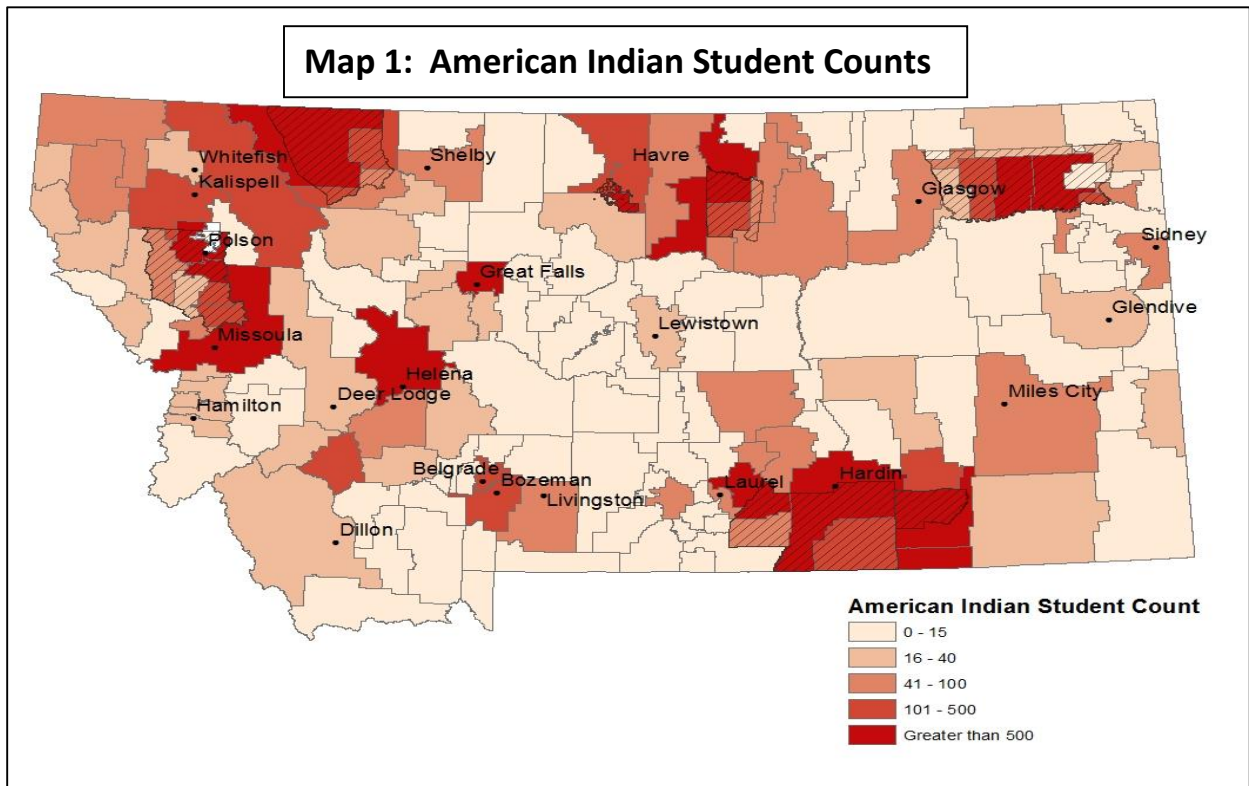 Map 1:  American Indian Student Counts
Whitefish
Kalispell
Shelby
Havre
Glasgow
Polson
Sidney
Great Falls
Glendive
Lewistown
Missoula
Helena
Deer Lodge
Miles City
Hamilton
Belgrade
Bozeman
Livingston
Laurel
Hardin
Dillon
American Indian Student Count
0 - 15
16 - 40
41 - 100
101 - 500
Greater than 500